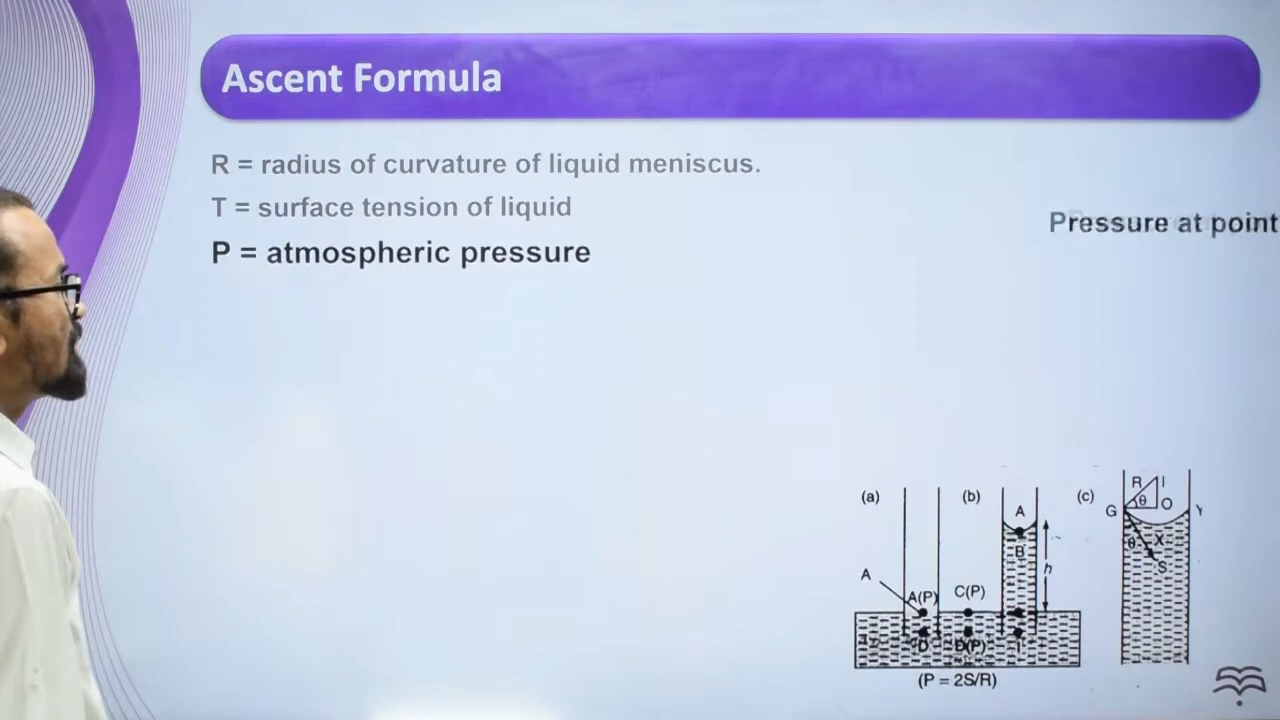 Ascent Formula
R = radius of curvature of liquid meniscus.
T = surface tension of liquid
P = atmospheric pressure
Pressure at point
(a)
(b)
(c)
A
B
h
A
A(P)
C(P)
D
D(P)
(P = 2S/R)
R
I
θ
O
G
Y
θ
X
S